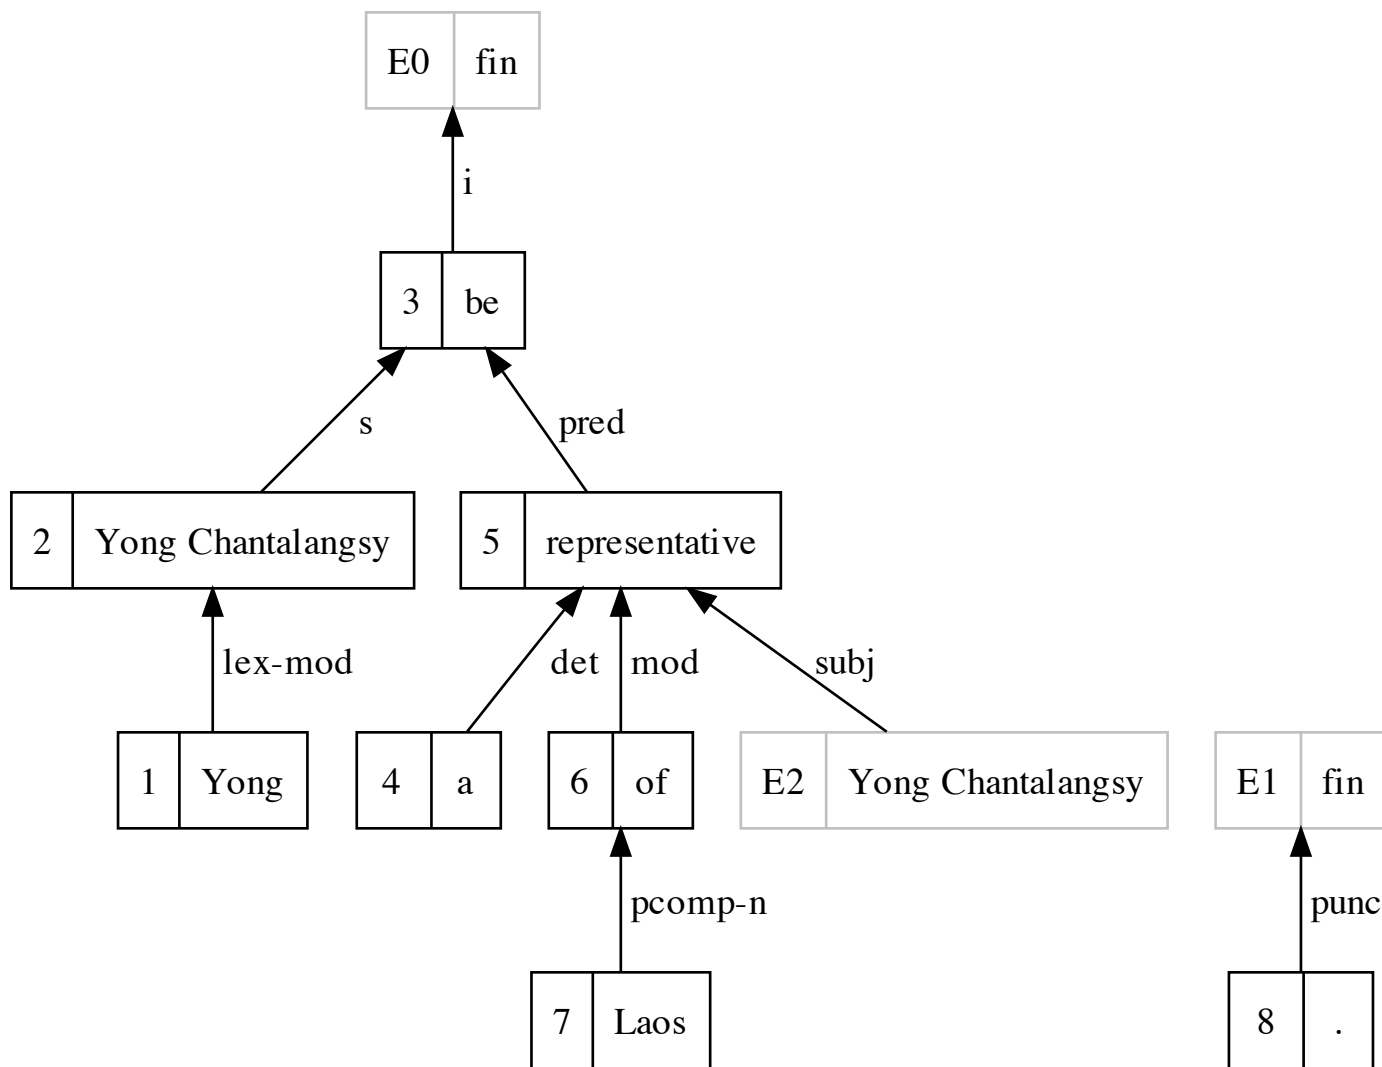 E0 fin
i
3 be
s pred
2 Yong Chantalangsy 5 representative
lex-mod det mod subj
1 Yong 4 a 6 of E2 Yong Chantalangsy E1 fin
pcomp-n punc
7 Laos 8 .